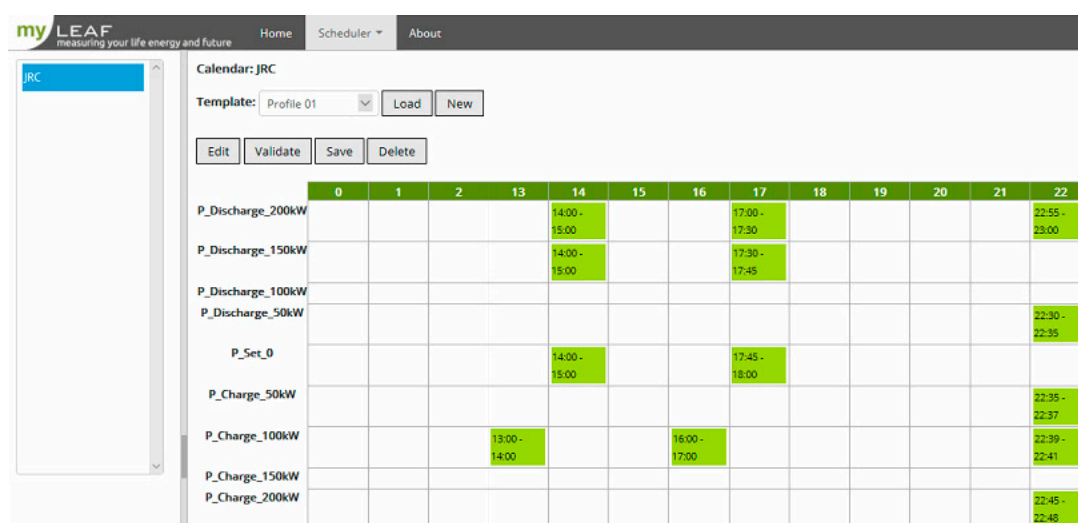 my LEAF
measuring your life energy and future
Home Scheduler About
JRC
Calendar: JRC
Template: Profile 01 Load New
Edit Validate Save Delete
0 1 2 13 14 15 16 17 18 19 20 21 22
P_Discharge_200kW 14:00 - 17:00 - 22:55 -
15:00 17:30 23:00
P_Discharge_150kW 14:00 - 17:30 -
15:00 17:45
P_Discharge_100kW
P_Discharge_50kW 22:30 -
22:35
P_Set_0 14:00 - 17:45 -
15:00 18:00
P_Charge_50kW 22:35 -
22:37
P_Charge_100kW 13:00 - 16:00 - 22:39 -
14:00 17:00 22:41
P_Charge_150kW
P_Charge_200kW 22:45 -
22:48